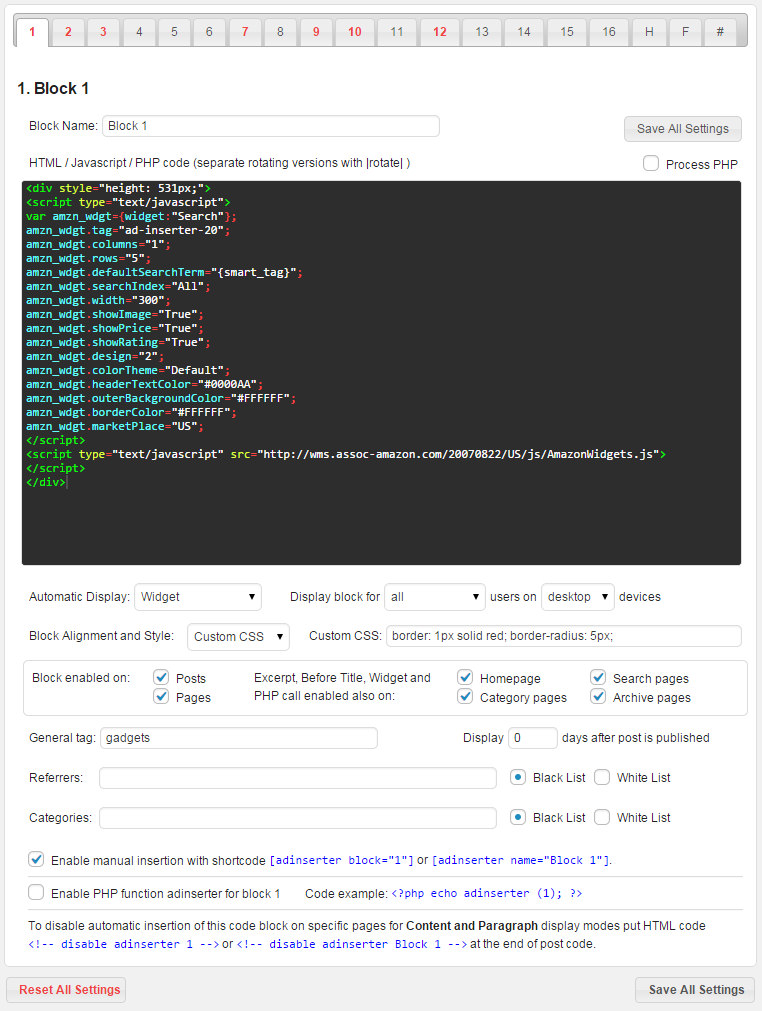 1 2 3 4 5 6 7 8 9 10 11 12 13 14 15 16 H F #
1. Block 1
Block Name: Block 1 Save All Settings
HTML / Javascript / PHP code (separate rotating versions with |rotate| ) Process PHP
<div style="height: 531px;">
<script type="text/javascript">
var amzn_wdgt={widget:"Search"};
amzn_wdgt.tag="ad-inserter-20";
amzn_wdgt.columns="1";
amzn_wdgt.rows="5";
amzn_wdgt.defaultSearchTerm="{smart_tag}";
amzn_wdgt.searchIndex="All";
amzn_wdgt.width="300";
amzn_wdgt.showImage="True";
amzn_wdgt.showPrice="True";
amzn_wdgt.showRating="True";
amzn_wdgt.design="2";
amzn_wdgt.colorTheme="Default";
amzn_wdgt.headerTextColor="#0000AA";
amzn_wdgt.outerBackgroundColor="#FFFFFF";
amzn_wdgt.borderColor="#FFFFFF";
amzn_wdgt.marketPlace="US";
</script>
<script type="text/javascript" src="http://wms.assoc-amazon.com/20070822/US/js/AmazonWidgets.js">
</script>
</div>
Automatic Display: Widget Display block for all users on desktop devices
Block Alignment and Style: Custom CSS Custom CSS: border: 1px solid red; border-radius: 5px;
Block enabled on: Posts Excerpt, Before Title, Widget and Homepage Search pages
Pages PHP call enabled also on: Category pages Archive pages
General tag: gadgets Display 0 days after post is published
Referrers: Black List White List
Categories: Black List White List
Enable manual insertion with shortcode [adinserter block="1"] or [adinserter name="Block 1"].
Enable PHP function adinserter for block 1 Code example: <?php echo adinserter (1); ?>
To disable automatic insertion of this code block on specific pages for Content and Paragraph display modes put HTML code
<!-- disable adinserter 1 --> or <!-- disable adinserter Block 1 --> at the end of post code.
Reset All Settings Save All Settings